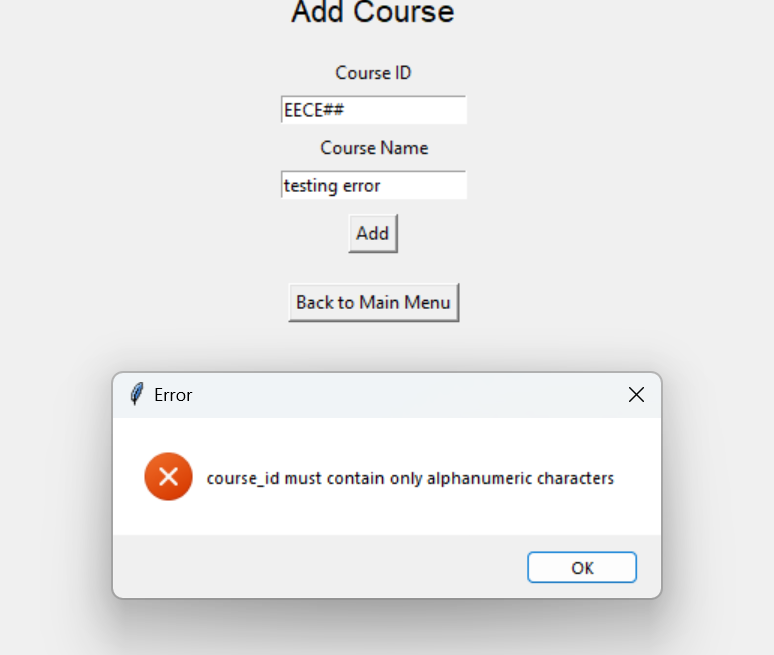 Add Course
Course ID
EECE##
Course Name
testing error
Add
Back to Main Menu
Error
course_id must contain only alphanumeric characters
OK